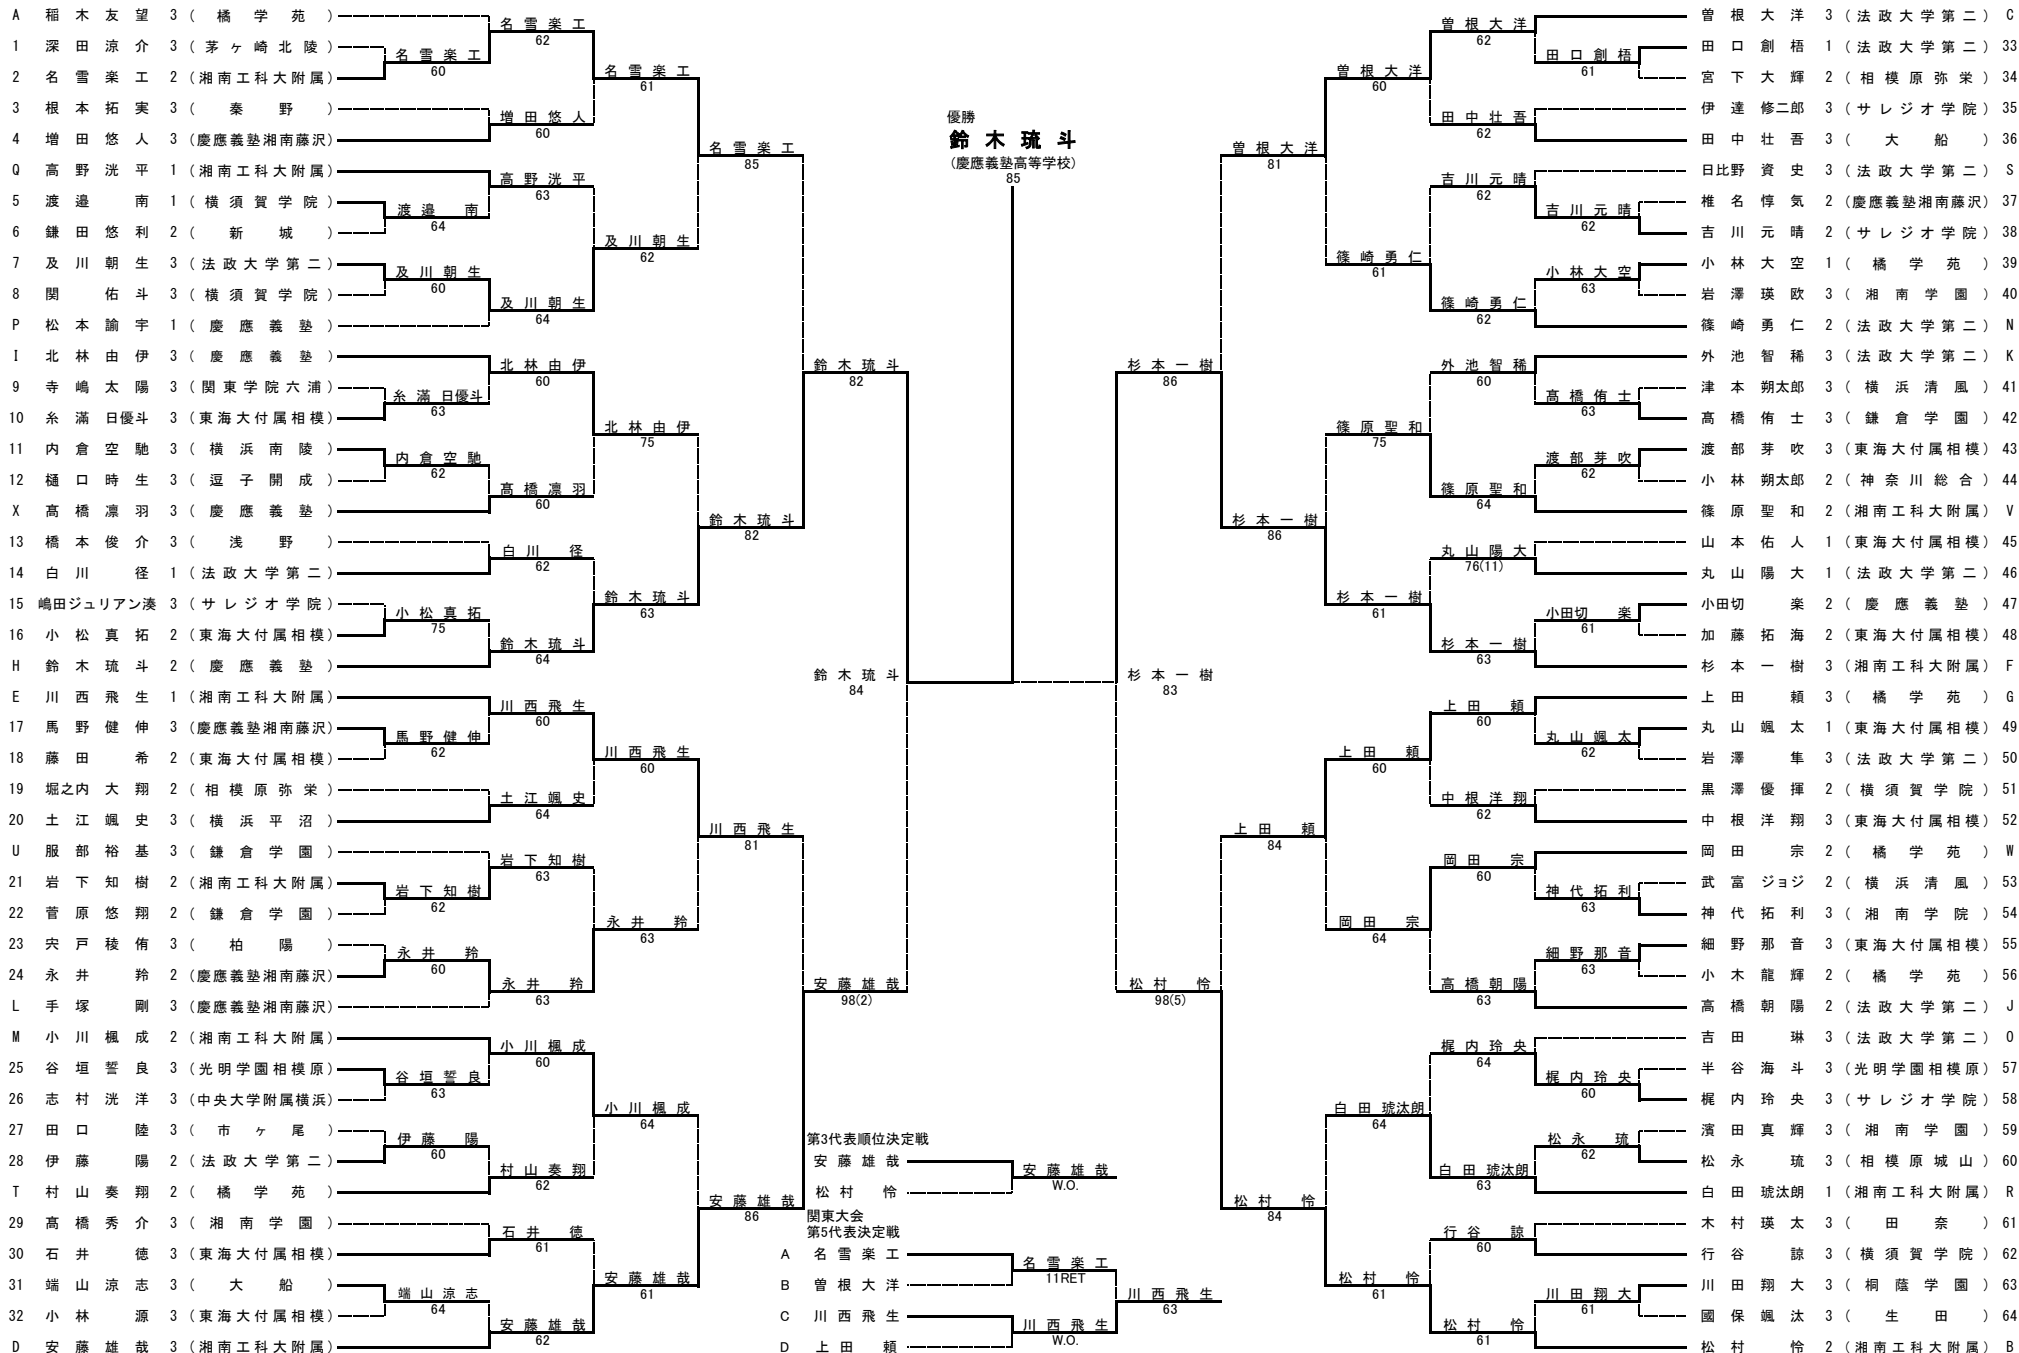 A 稲木友望 3 (橘学苑)
1 深田涼介 3 (茅ヶ崎北陵)
2 名雪楽工 2 (湘南工科大附属)
3 根本拓実 3 (秦野)
4 増田悠人 3 (慶應義塾湘南藤沢)
Q 高野洸平 1 (湘南工科大附属)
5 渡邉南 1 (横須賀学院)
6 鎌田悠利 2 (新城)
7 及川朝生 3 (法政大学第二)
8 関佑斗 3 (横須賀学院)
P 松本諭宇 1 (慶應義塾)
I 北林由伊 3 (慶應義塾)
9 寺嶋太陽 3 (関東学院六浦)
10 糸満日優斗 3 (東海大付属相模)
11 内倉空馳 3 (横浜南陵)
12 樋口時生 3 (逗子開成)
X 髙橋凛羽 3 (慶應義塾)
13 橋本俊介 3 (浅野)
14 白川径 1 (法政大学第二)
15 嶋田ジュリアン湊 3 (サレジオ学院)
16 小松真拓 2 (東海大付属相模)
H 鈴木琉斗 2 (慶應義塾)
E 川西飛生 1 (湘南工科大附属)
17 馬野健伸 3 (慶應義塾湘南藤沢)
18 藤田希 2 (東海大付属相模)
19 堀之内大翔 2 (相模原弥栄)
20 土江颯史 3 (横浜平沼)
U 服部裕基 3 (鎌倉学園)
21 岩下知樹 2 (湘南工科大附属)
22 菅原悠翔 2 (鎌倉学園)
23 宍戸稜侑 3 (柏陽)
24 永井羚 2 (慶應義塾湘南藤沢)
L 手塚剛 3 (慶應義塾湘南藤沢)
M 小川楓成 2 (湘南工科大附属)
25 谷垣誓良 3 (光明学園相模原)
26 志村洸洋 3 (中央大学附属横浜)
27 田口陸 3 (市ヶ尾)
28 伊藤陽 2 (法政大学第二)
T 村山奏翔 2 (橘学苑)
29 髙橋秀介 3 (湘南学園)
30 石井徳 3 (東海大付属相模)
31 端山涼志 3 (大船)
32 小林源 3 (東海大付属相模)
D 安藤雄哉 3 (湘南工科大附属)
名雪楽工
60
渡邉南
64
及川朝生
60
糸満日優斗
63
内倉空馳
62
小松真拓
75
馬野健伸
62
岩下知樹
62
永井羚
60
谷垣誓良
63
伊藤陽
60
端山涼志
64
名雪楽工
62
増田悠人
60
高野洸平
63
及川朝生
64
北林由伊
60
髙橋凛羽
60
白川径
62
鈴木琉斗
64
川西飛生
60
土江颯史
64
岩下知樹
63
永井羚
63
小川楓成
60
村山奏翔
62
石井徳
61
安藤雄哉
62
名雪楽工
61
及川朝生
62
北林由伊
75
鈴木琉斗
63
川西飛生
60
永井羚
63
小川楓成
64
安藤雄哉
61
名雪楽工
85
鈴木琉斗
82
川西飛生
81
安藤雄哉
86
鈴木琉斗
82
安藤雄哉
98(2)
鈴木琉斗
84
優勝
鈴木琉斗
(慶應義塾高等学校)
85
杉本一樹
83
杉本一樹
86
松村怜
98(5)
曽根大洋
81
杉本一樹
86
上田頼
84
松村怜
84
曽根大洋
60
篠崎勇仁
61
篠原聖和
75
杉本一樹
61
上田頼
60
岡田宗
64
白田琥汰朗
64
松村怜
61
曽根大洋
62
田中壮吾
62
吉川元晴
62
篠崎勇仁
62
外池智稀
60
篠原聖和
64
丸山陽大
76(11)
杉本一樹
63
上田頼
60
中根洋翔
62
岡田宗
60
高橋朝陽
63
梶内玲央
64
白田琥汰朗
63
行谷諒
60
松村怜
61
田口創梧
61
吉川元晴
62
小林大空
63
髙橋侑士
63
渡部芽吹
62
小田切楽
61
丸山颯太
62
神代拓利
63
細野那音
63
梶内玲央
60
松永琉
62
川田翔大
61
曽根大洋 3 (法政大学第二) C
田口創梧 1 (法政大学第二) 33
宮下大輝 2 (相模原弥栄) 34
伊達修二郎 3 (サレジオ学院) 35
田中壮吾 3 (大船) 36
日比野資史 3 (法政大学第二) S
椎名惇気 2 (慶應義塾湘南藤沢) 37
吉川元晴 2 (サレジオ学院) 38
小林大空 1 (橘学苑) 39
岩澤瑛欧 3 (湘南学園) 40
篠崎勇仁 2 (法政大学第二) N
外池智稀 3 (法政大学第二) K
津本朔太郎 3 (横浜清風) 41
髙橋侑士 3 (鎌倉学園) 42
渡部芽吹 3 (東海大付属相模) 43
小林朔太郎 2 (神奈川総合) 44
篠原聖和 2 (湘南工科大附属) V
山本佑人 1 (東海大付属相模) 45
丸山陽大 1 (法政大学第二) 46
小田切楽 2 (慶應義塾) 47
加藤拓海 2 (東海大付属相模) 48
杉本一樹 3 (湘南工科大附属) F
上田頼 3 (橘学苑) G
丸山颯太 1 (東海大付属相模) 49
岩澤隼 3 (法政大学第二) 50
黒澤優揮 2 (横須賀学院) 51
中根洋翔 3 (東海大付属相模) 52
岡田宗 2 (橘学苑) W
武富ジョジ 2 (横浜清風) 53
神代拓利 3 (湘南学院) 54
細野那音 3 (東海大付属相模) 55
小木龍輝 2 (橘学苑) 56
高橋朝陽 2 (法政大学第二) J
吉田琳 3 (法政大学第二) O
半谷海斗 3 (光明学園相模原) 57
梶内玲央 3 (サレジオ学院) 58
濱田真輝 3 (湘南学園) 59
松永琉 3 (相模原城山) 60
白田琥汰朗 1 (湘南工科大附属) R
木村瑛太 3 (田奈) 61
行谷諒 3 (横須賀学院) 62
川田翔大 3 (桐蔭学園) 63
國保颯汰 3 (生田) 64
松村怜 2 (湘南工科大附属) B
第3代表順位決定戦
安藤雄哉
松村怜
安藤雄哉
W.O.
関東大会
第5代表決定戦
A 名雪楽工
B 曽根大洋
C 川西飛生
D 上田頼
名雪楽工
11RET
川西飛生
W.O.
川西飛生
63